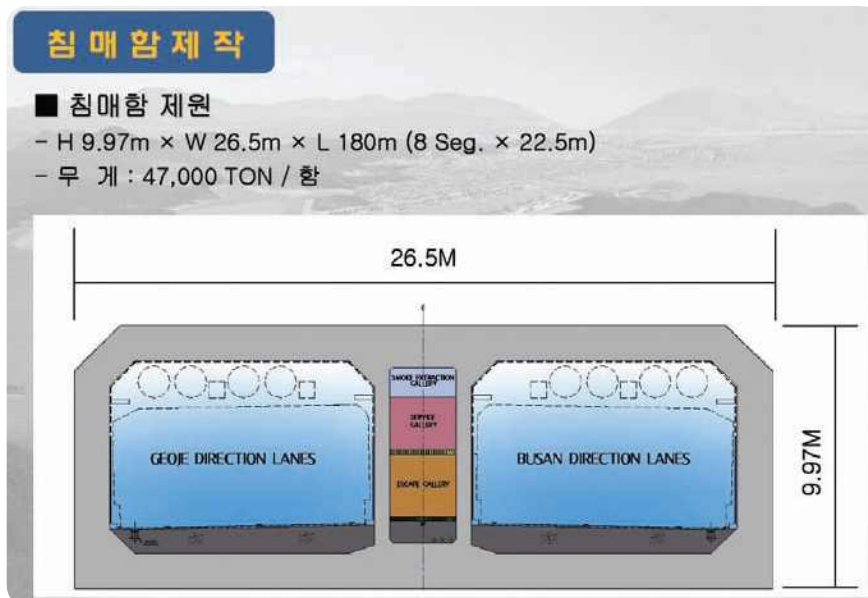 침매함제작
■ 침매함 제원
- H 9.97m × W 26.5m × L 180m (8 Seg. × 22.5m)
- 무 게 : 47,000 TON / 함
26.5M
SMOKE EXTRACTION
GALLERY
SERVICE
GALLERY
GEOJE DIRECTION LANES
BUSAN DIRECTION LANES
ESCAPE GALLERY
9.97M